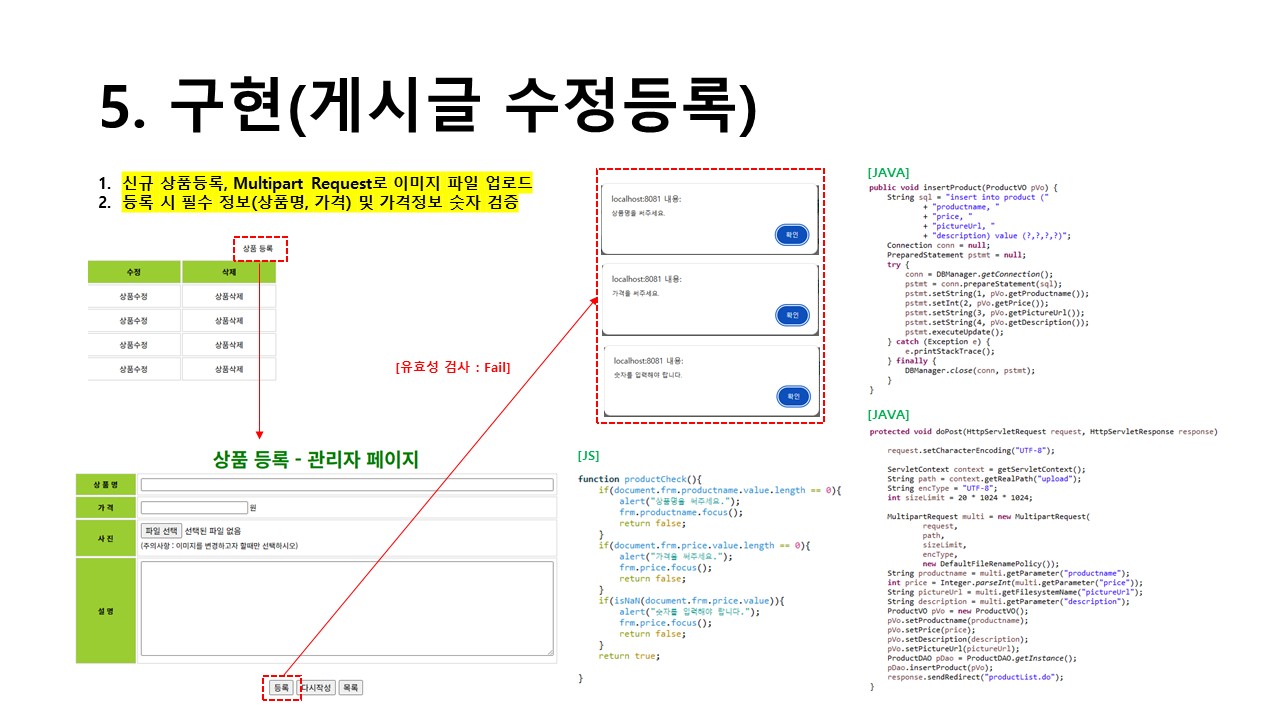 5. 구현(게시글 수정등록)
1. 신규 상품등록, Multipart Request로 이미지 파일 업로드
2. 등록 시 필수 정보(상품명, 가격) 및 가격정보 숫자 검증
상품 등록
수정 삭제
상품수정 상품삭제
상품수정 상품삭제
상품수정 상품삭제
상품수정 상품삭제
[유효성 검사 : Fail]
상품 등록 - 관리자 페이지
상 품 명
가 격 원
사 진 파일 선택 선택된 파일 없음
(주의사항 : 이미지를 변경하고자 할때만 선택하시오)
설 명
등록 다시작성 목록
localhost:8081 내용:
상품명을 써주세요.
확인
localhost:8081 내용:
가격을 써주세요.
확인
localhost:8081 내용:
숫자를 입력해야 합니다.
확인
[JS]
function productCheck(){
    if(document.frm.productname.value.length == 0){
        alert("상품명을 써주세요.");
        frm.productname.focus();
        return false;
    }
    if(document.frm.price.value.length == 0){
        alert("가격을 써주세요.");
        frm.price.focus();
        return false;
    }
    if(isNaN(document.frm.price.value)){
        alert("숫자를 입력해야 합니다.");
        frm.price.focus();
        return false;
    }
    return true;
}
[JAVA]
public void insertProduct(ProductVO pVo) {
    String sql = "insert into product ("
            + "productname, "
            + "price, "
            + "pictureUrl, "
            + "description) value (?,?,?,?)";
    Connection conn = null;
    PreparedStatement pstmt = null;
    try {
        conn = DBManager.getConnection();
        pstmt = conn.prepareStatement(sql);
        pstmt.setString(1, pVo.getProductname());
        pstmt.setInt(2, pVo.getPrice());
        pstmt.setString(3, pVo.getPictureUrl());
        pstmt.setString(4, pVo.getDescription());
        pstmt.executeUpdate();
    } catch (Exception e) {
        e.printStackTrace();
    } finally {
        DBManager.close(conn, pstmt);
    }
}
[JAVA]
protected void doPost(HttpServletRequest request, HttpServletResponse response)
    request.setCharacterEncoding("UTF-8");
    ServletContext context = getServletContext();
    String path = context.getRealPath("upload");
    String encType = "UTF-8";
    int sizeLimit = 20 * 1024 * 1024;
    MultipartRequest multi = new MultipartRequest(
            request,
            path,
            sizeLimit,
            encType,
            new DefaultFileRenamePolicy());
    String productname = multi.getParameter("productname");
    int price = Integer.parseInt(multi.getParameter("price"));
    String pictureUrl = multi.getFilesystemName("pictureUrl");
    String description = multi.getParameter("description");
    ProductVO pVo = new ProductVO();
    pVo.setProductname(productname);
    pVo.setPrice(price);
    pVo.setDescription(description);
    pVo.setPictureUrl(pictureUrl);
    ProductDAO pDao = ProductDAO.getInstance();
    pDao.insertProduct(pVo);
    response.sendRedirect("productList.do");
}